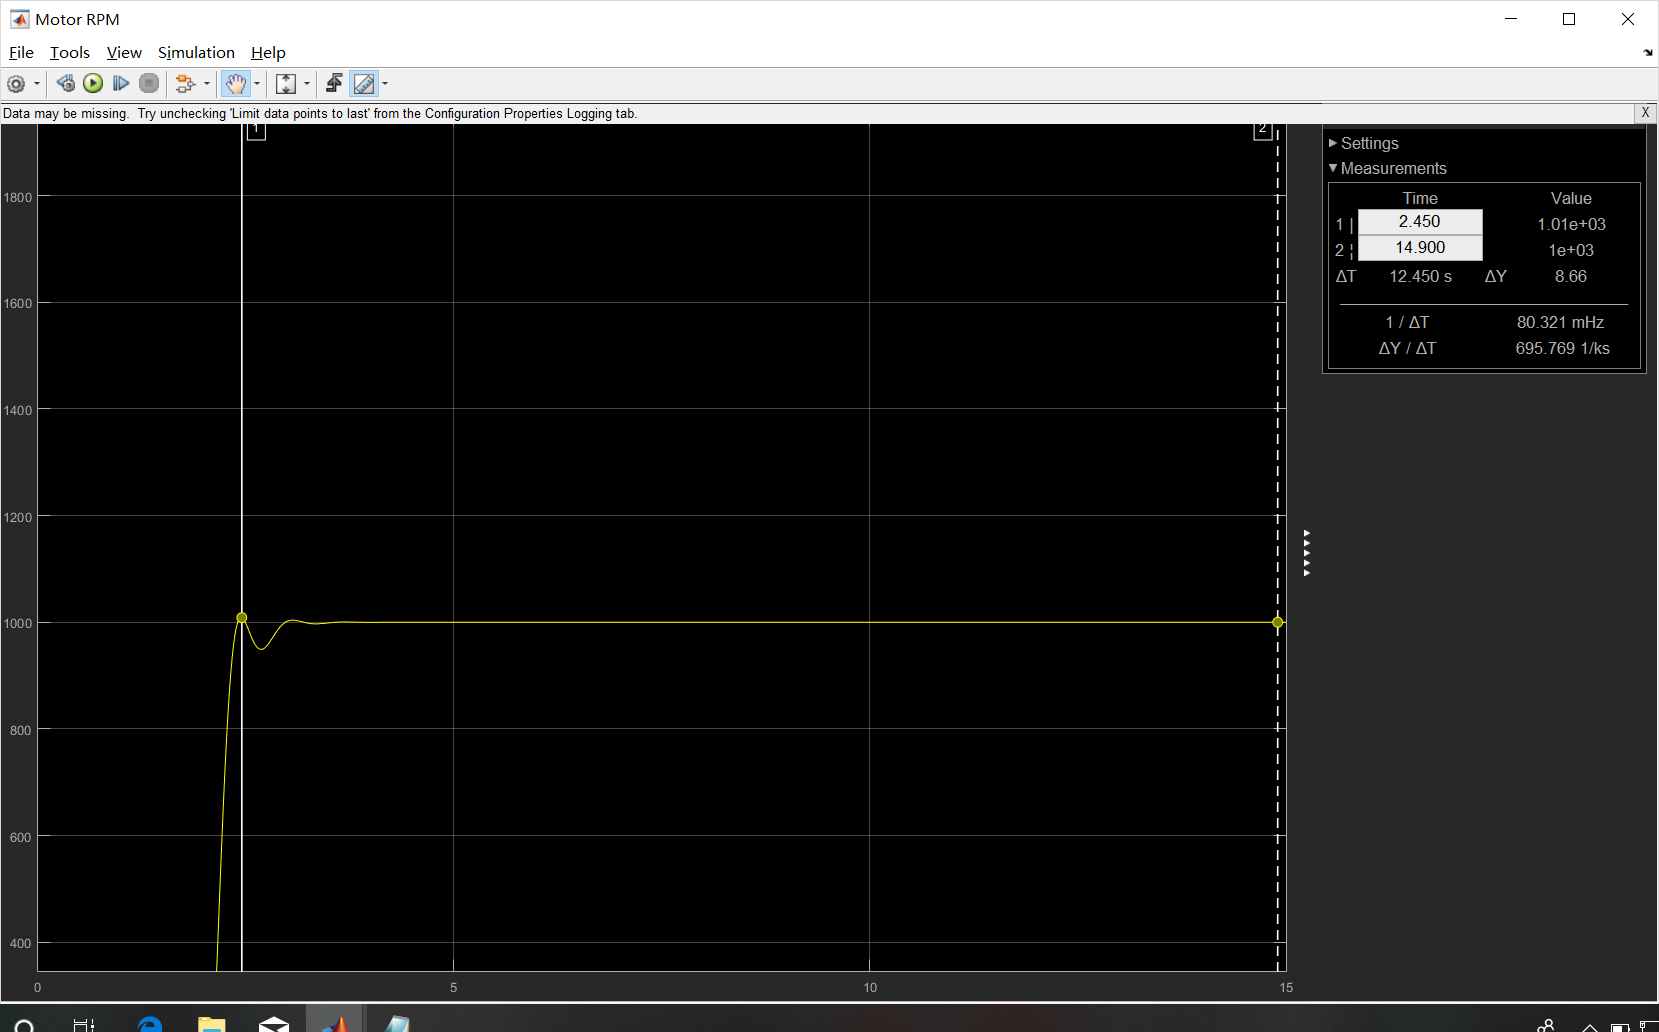 Motor RPM
File Tools View Simulation Help
Data may be missing. Try unchecking 'Limit data points to last' from the Configuration Properties Logging tab.
X
1
2
1800
1600
1400
1200
1000
800
600
400
0
5
10
15
Settings
Measurements
Time Value
1 | 2.450 1.01e+03
2 ¦ 14.900 1e+03
ΔT 12.450 s ΔY 8.66
1 / ΔT 80.321 mHz
ΔY / ΔT 695.769 1/ks